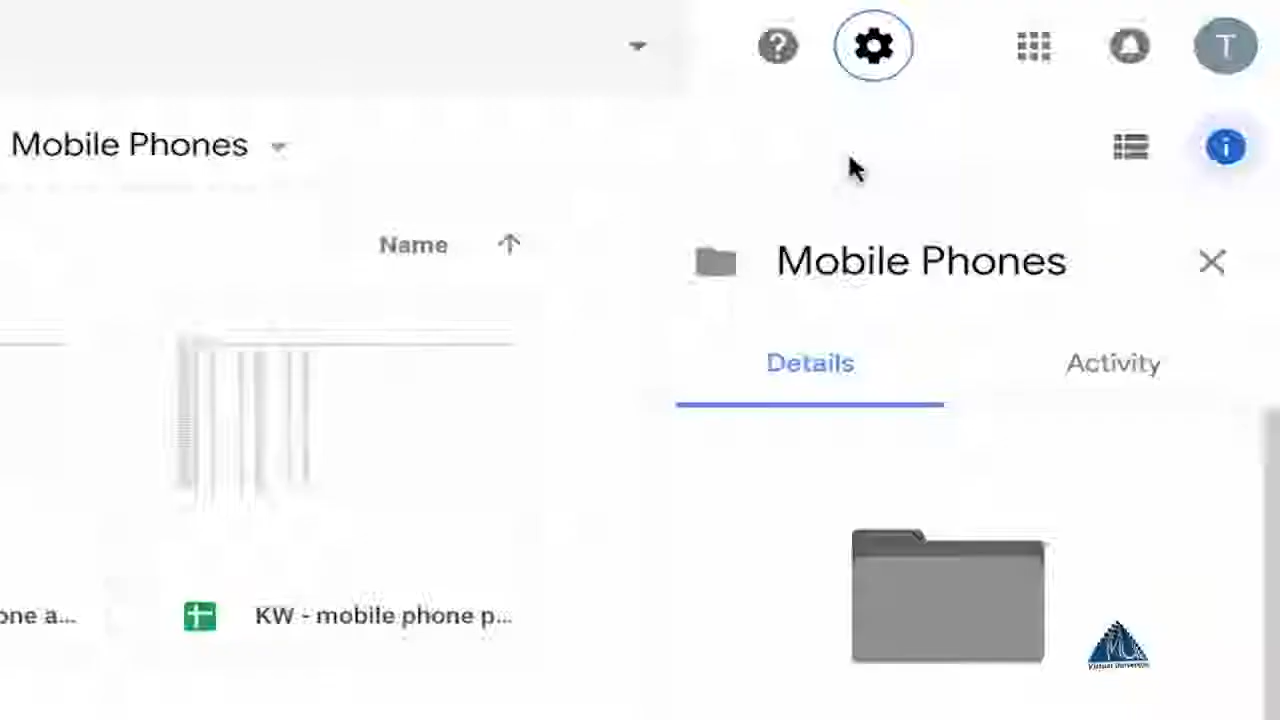 T
Mobile Phones
Name
Mobile Phones
Details
Activity
one a...
KW - mobile phone p...